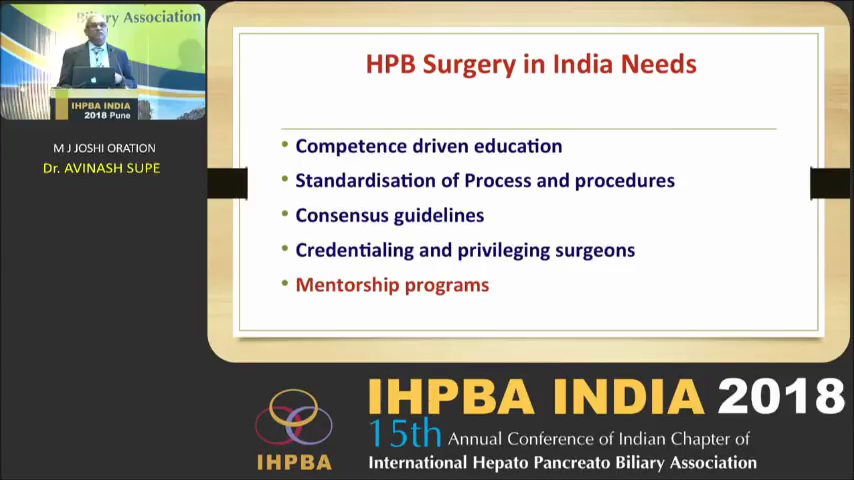 Biliary Association
IHPBA INDIA
2018 Pune
M J JOSHI ORATION
Dr. AVINASH SUPE
HPB Surgery in India Needs
• Competence driven education
• Standardisation of Process and procedures
• Consensus guidelines
• Credentialing and privileging surgeons
• Mentorship programs
IHPBA
IHPBA INDIA 2018
15th Annual Conference of Indian Chapter of
International Hepato Pancreato Biliary Association